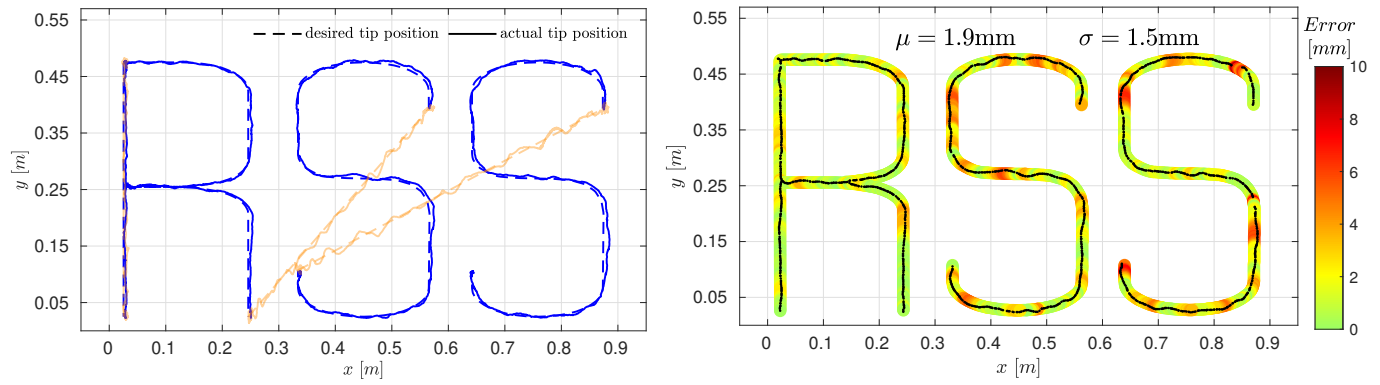 desired tip position actual tip position
0.55
0.45
0.35
0.25
0.15
0.05
y [m]
0 0.1 0.2 0.3 0.4 0.5 0.6 0.7 0.8 0.9
x [m]
RSS
μ = 1.9mm σ = 1.5mm
0.55
0.45
0.35
0.25
0.15
0.05
y [m]
0 0.1 0.2 0.3 0.4 0.5 0.6 0.7 0.8 0.9
x [m]
RSS
Error
[mm]
10
8
6
4
2
0